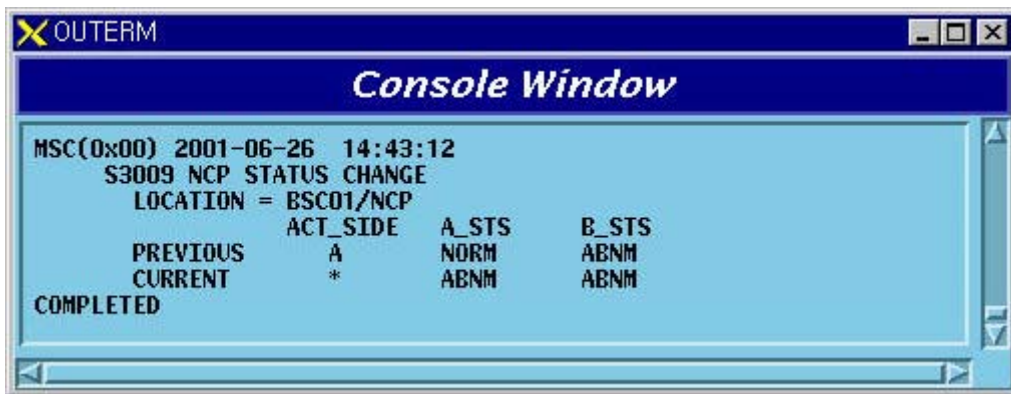 OUTERM
Console Window
MSC(0x00) 2001-06-26 14:43:12
S3009 NCP STATUS CHANGE
LOCATION = BSC01/NCP
ACT_SIDE A_STS B_STS
PREVIOUS A NORM ABNM
CURRENT * ABNM ABNM
COMPLETED